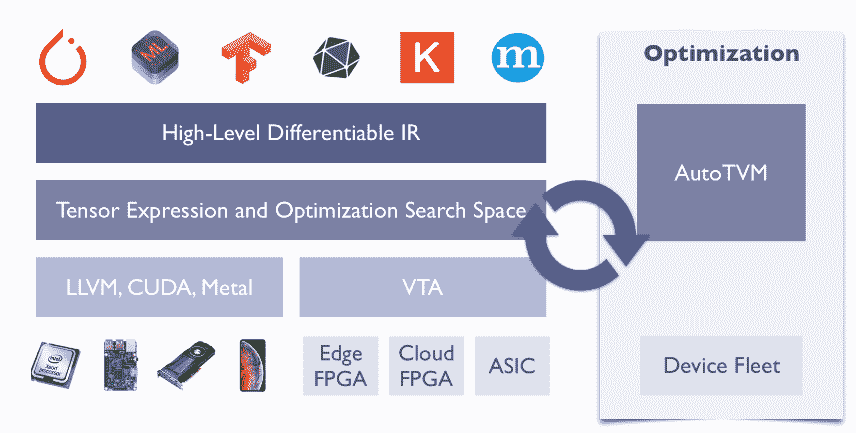 ML
K
m
Optimization
High-Level Differentiable IR
AutoTVM
Tensor Expression and Optimization Search Space
LLVM, CUDA, Metal
VTA
intel
Edge
FPGA
Cloud
FPGA
ASIC
Device Fleet